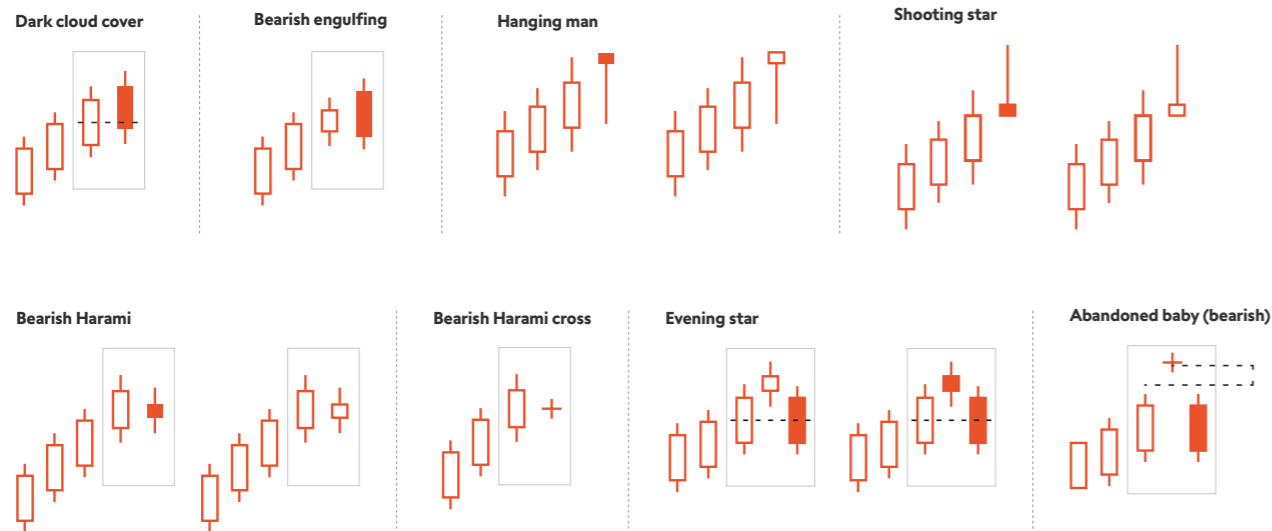 Dark cloud cover
Bearish engulfing
Hanging man
Shooting star
Bearish Harami
Bearish Harami cross
Evening star
Abandoned baby (bearish)